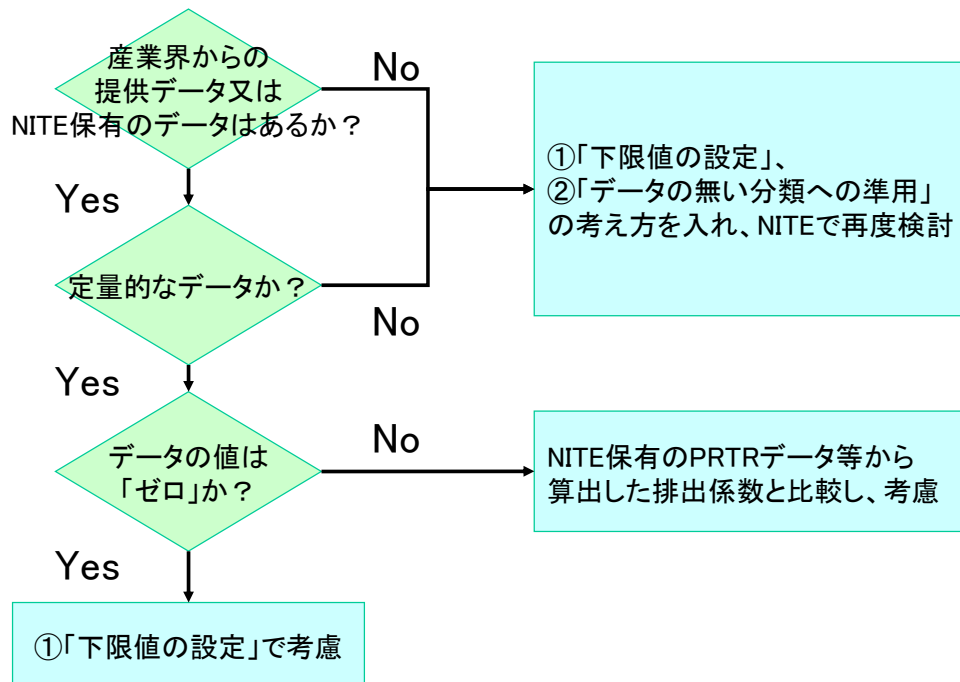 産業界からの
提供データ又は
NITE保有のデータはあるか？
No
Yes
①「下限値の設定」、
②「データの無い分類への準用」
の考え方を入れ、NITEで再度検討
定量的なデータか？
No
Yes
データの値は
「ゼロ」か？
No
NITE保有のPRTRデータ等から
算出した排出係数と比較し、考慮
Yes
①「下限値の設定」で考慮